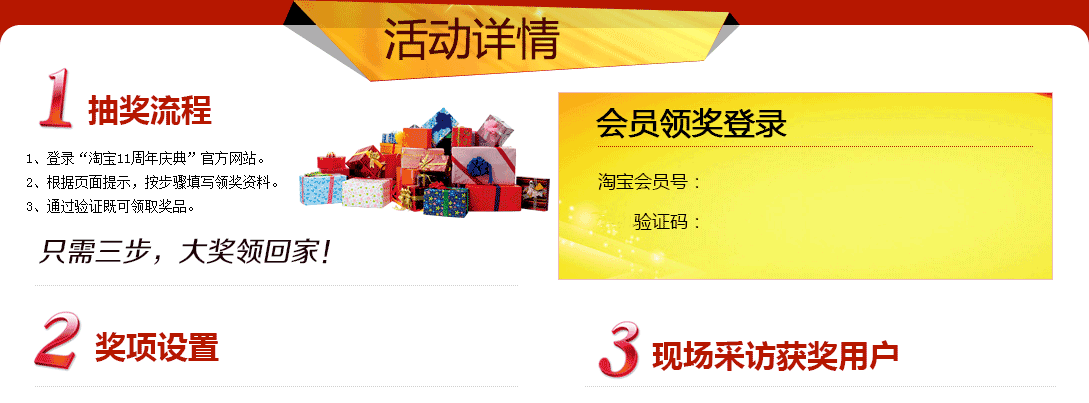 活动详情
1 抽奖流程
1、登录“淘宝11周年庆典”官方网站。
2、根据页面提示，按步骤填写领奖资料。
3、通过验证既可领取奖品。
只需三步，大奖领回家！
会员领奖登录
淘宝会员号：
验证码：
2 奖项设置
3 现场采访获奖用户